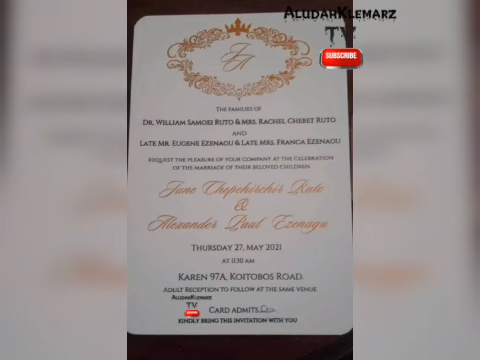 ALUDAHKLEMARZ
TV
SUBSCRIBE
JA
THE FAMILIES OF
DR. WILLIAM SAMOEI RUTO & MRS. RACHEL CHEBET RUTO
AND
LATE MR. EUGENE EZENAGU & LATE MRS. FRANCA EZENAGU
REQUEST THE PLEASURE OF YOUR COMPANY AT THE CELEBRATION
OF THE MARRIAGE OF THEIR BELOVED CHILDREN
June Chepchirchir Ruto
&
Alexander Paul Ezenagu
THURSDAY 27, MAY 2021
AT 11:30 AM
KAREN 97A, KOITOBOS ROAD.
ADULT RECEPTION TO FOLLOW AT THE SAME VENUE
ALUDAHKLEMARZ
TV
CARD ADMITS
KINDLY BRING THIS INVITATION WITH YOU